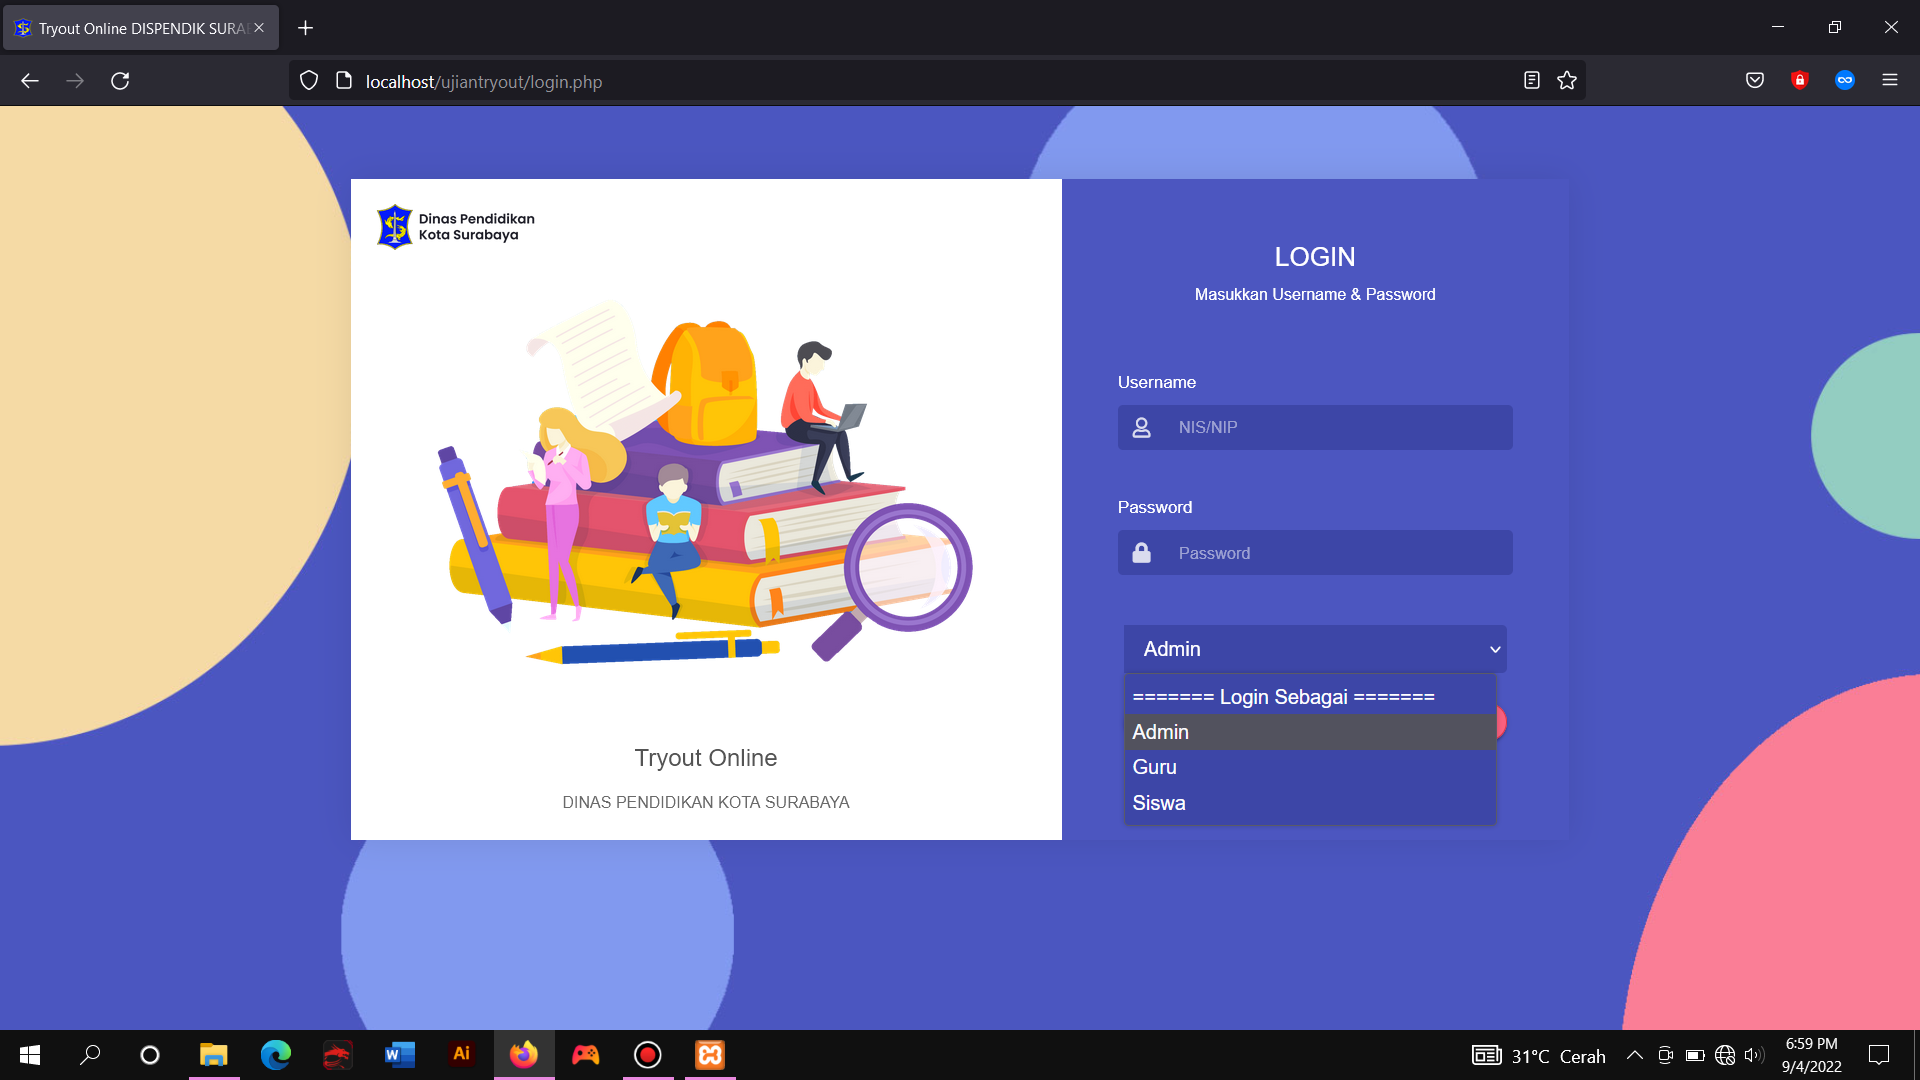 Tryout Online DISPENDIK SURA
localhost/ujiantryout/login.php
Dinas Pendidikan
Kota Surabaya
Tryout Online
DINAS PENDIDIKAN KOTA SURABAYA
LOGIN
Masukkan Username & Password
Username
NIS/NIP
Password
Password
Admin
======= Login Sebagai =======
Admin
Guru
Siswa
W
Ai
31°C Cerah
6:59 PM
9/4/2022